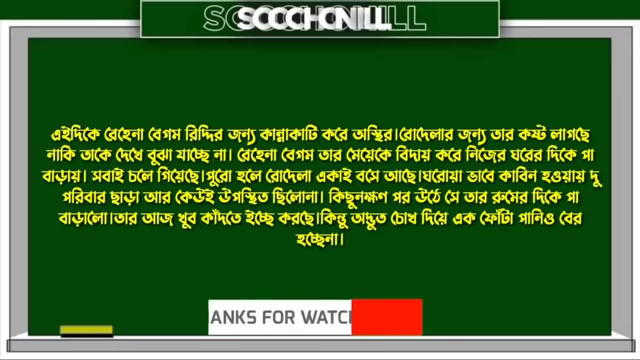 এইদিকে রেহেনা বেগম রিদ্দির জন্য কান্নাকাটি করে অস্থির।রোদেলার জন্য তার কষ্ট লাগছে
নাকি তাকে দেখে বুঝা যাচ্ছে না। রেহেনা বেগম তার মেয়েকে বিদায় করে নিজের ঘরের দিকে পা
বাড়ায়। সবাই চলে গিয়েছে।পুরো হলে রোদেলা একাই বসে আছে।ঘরোয়া ভাবে কাবিন হওয়ায় দু
পরিবার ছাড়া আর কেউই উপস্থিত ছিলোনা। কিছুনক্ষণ পর উঠে সে তার রুমের দিকে পা
বাড়ালো।তার আজ খুব কাঁদতে ইচ্ছে করছে।কিন্তু অদ্ভুত চোখ দিয়ে এক ফোঁটা পানিও বের
হচ্ছেনা।
ANKS FOR WATC